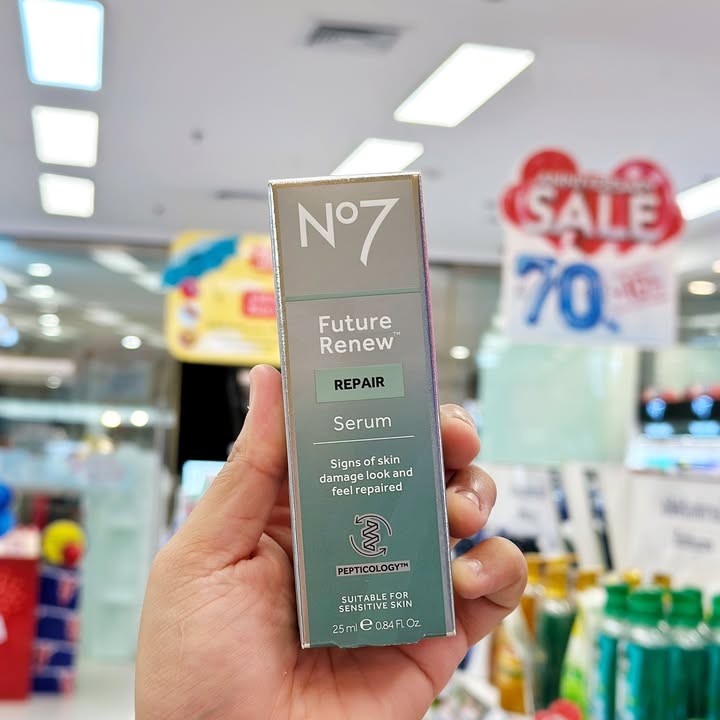 No7
Future
Renew™
REPAIR
Serum
Signs of skin
damage look and
feel repaired
PEPTICOLOGY™
SUITABLE FOR
SENSITIVE SKIN
25 ml e 0.84 FL Oz.
ANNIVERSARY
SALE
70%